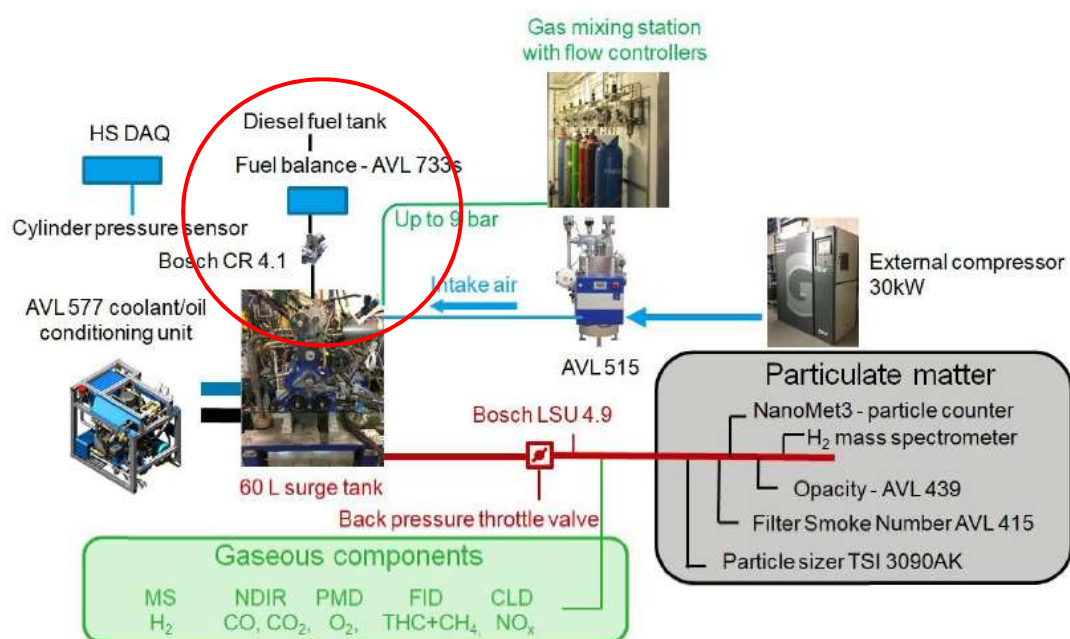 Gas mixing station
with flow controllers
Diesel fuel tank
HS DAQ
Fuel balance - AVL 733s
Up to 9 bar
Cylinder pressure sensor
Bosch CR 4.1
External compressor
30kW
Intake air
AVL 577 coolant/oil
conditioning unit
AVL 515
Particulate matter
NanoMet3 - particle counter
Bosch LSU 4.9
H₂ mass spectrometer
60 L surge tank
Opacity - AVL 439
Back pressure throttle valve
Filter Smoke Number AVL 415
Particle sizer TSI 3090AK
Gaseous components
MS NDIR PMD FID CLD
H₂ CO, CO₂, O₂, THC+CH₄, NOₓ
G